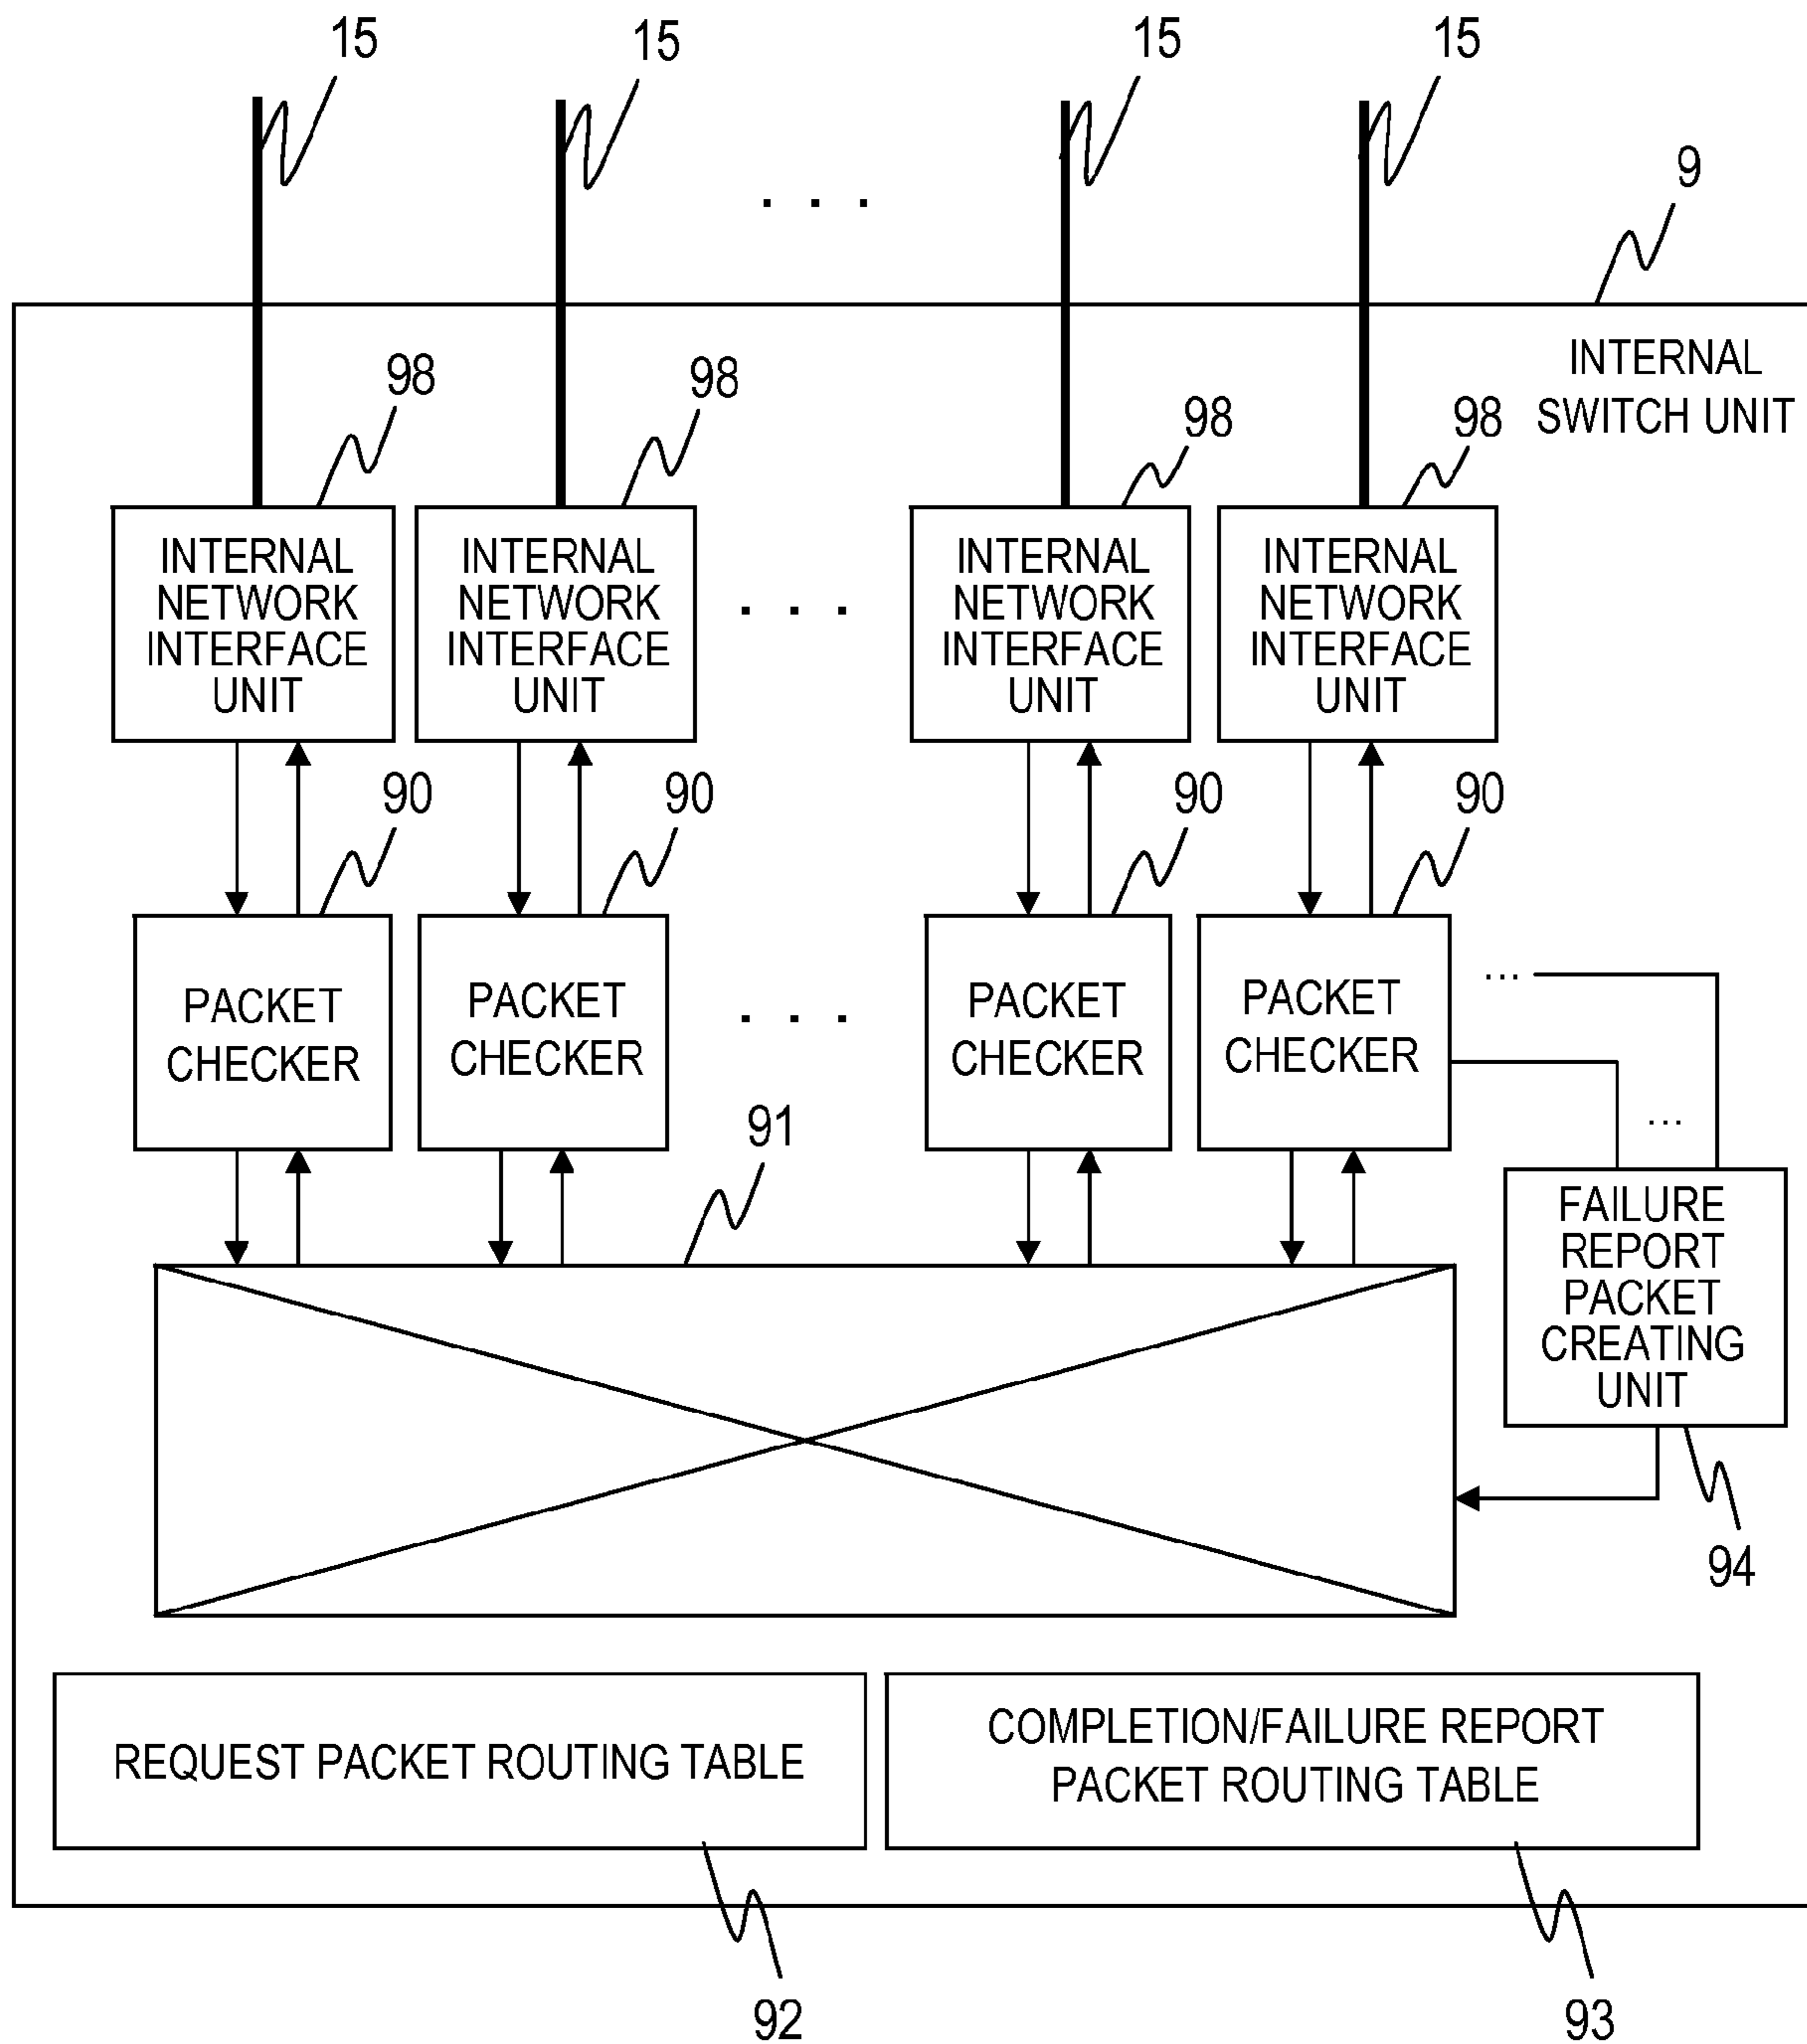 15
15
15
15
. . .
9
INTERNAL
SWITCH UNIT
98
98
98
98
INTERNAL
NETWORK
INTERFACE
UNIT
INTERNAL
NETWORK
INTERFACE
UNIT
. . .
INTERNAL
NETWORK
INTERFACE
UNIT
INTERNAL
NETWORK
INTERFACE
UNIT
90
90
90
90
PACKET
CHECKER
PACKET
CHECKER
. . .
PACKET
CHECKER
PACKET
CHECKER
...
...
91
FAILURE
REPORT
PACKET
CREATING
UNIT
94
REQUEST PACKET ROUTING TABLE
COMPLETION/FAILURE REPORT
PACKET ROUTING TABLE
92
93